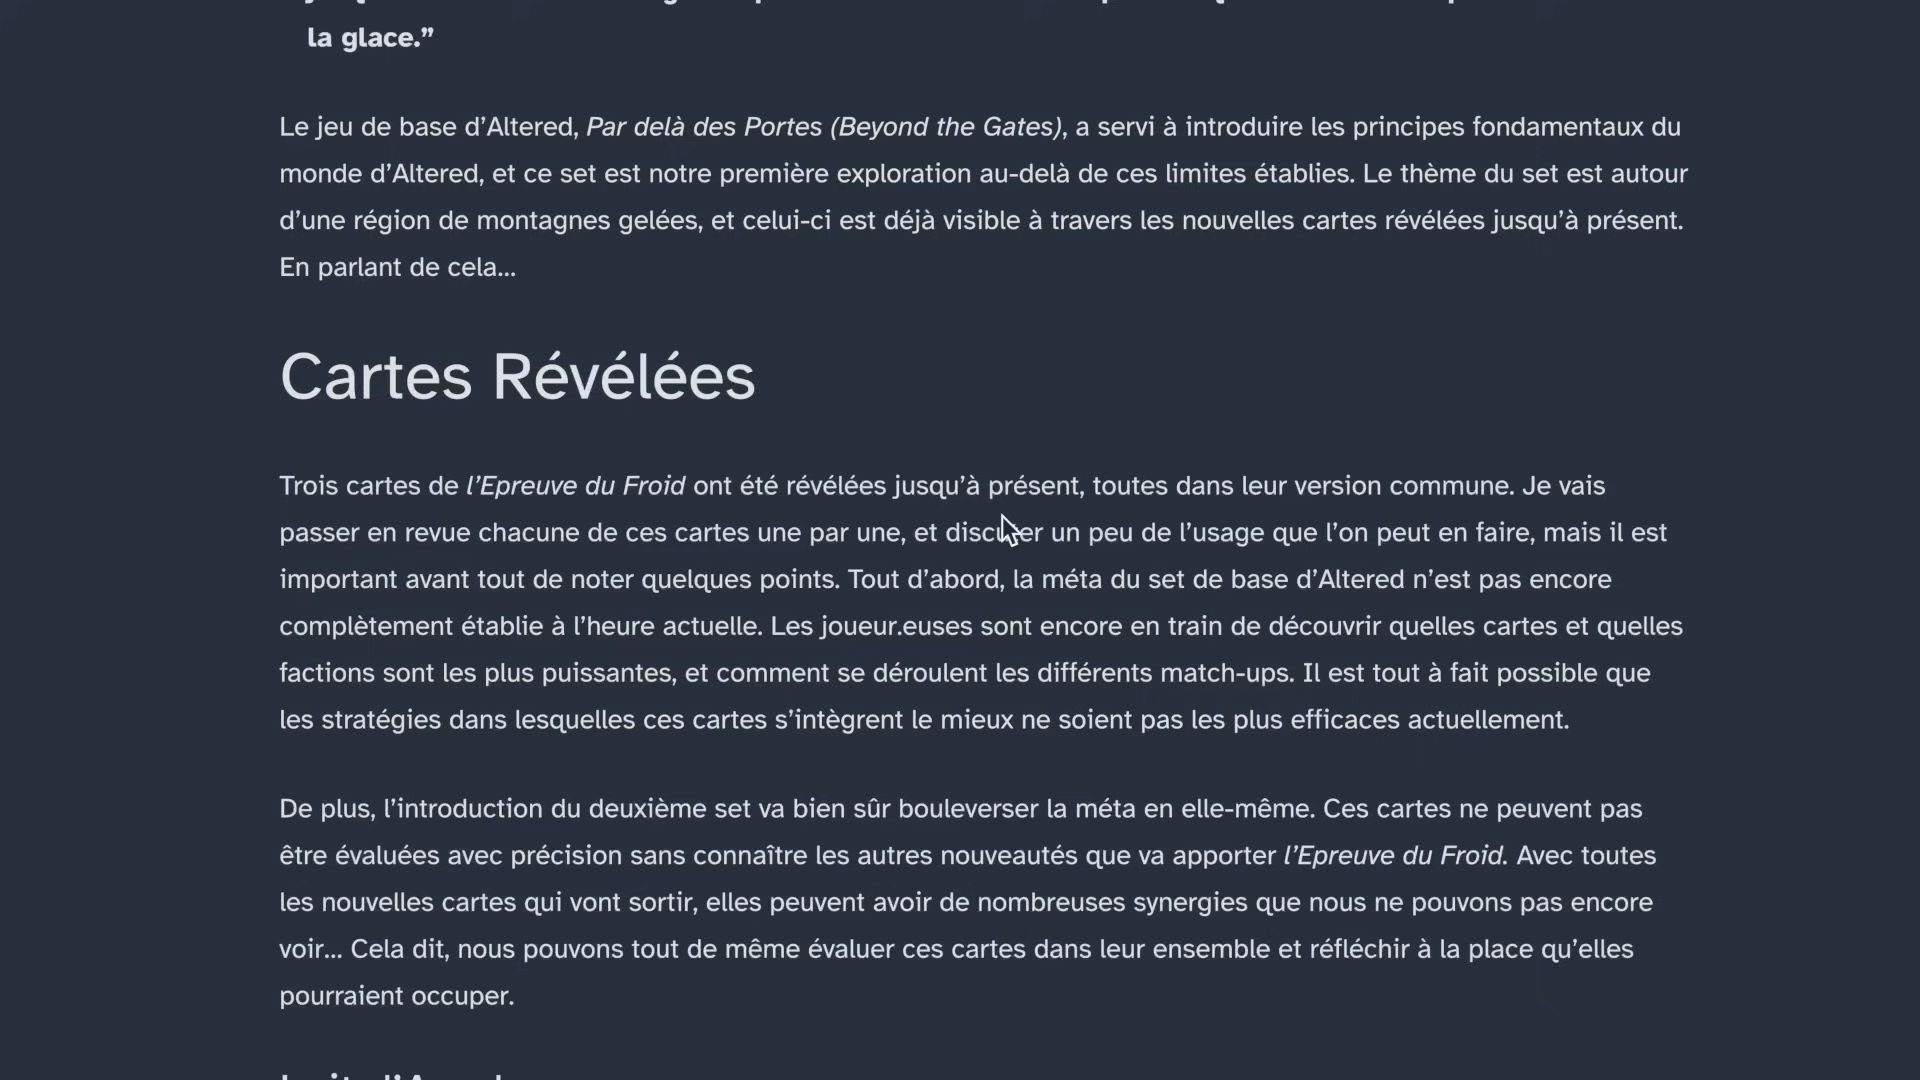 la glace.”
Le jeu de base d’Altered, Par delà des Portes (Beyond the Gates), a servi à introduire les principes fondamentaux du
monde d’Altered, et ce set est notre première exploration au-delà de ces limites établies. Le thème du set est autour
d’une région de montagnes gelées, et celui-ci est déjà visible à travers les nouvelles cartes révélées jusqu’à présent.
En parlant de cela...
Cartes Révélées
Trois cartes de l’Epreuve du Froid ont été révélées jusqu’à présent, toutes dans leur version commune. Je vais
passer en revue chacune de ces cartes une par une, et discuter un peu de l’usage que l’on peut en faire, mais il est
important avant tout de noter quelques points. Tout d’abord, la méta du set de base d’Altered n’est pas encore
complètement établie à l’heure actuelle. Les joueur.euses sont encore en train de découvrir quelles cartes et quelles
factions sont les plus puissantes, et comment se déroulent les différents match-ups. Il est tout à fait possible que
les stratégies dans lesquelles ces cartes s’intègrent le mieux ne soient pas les plus efficaces actuellement.
De plus, l’introduction du deuxième set va bien sûr bouleverser la méta en elle-même. Ces cartes ne peuvent pas
être évaluées avec précision sans connaître les autres nouveautés que va apporter l’Epreuve du Froid. Avec toutes
les nouvelles cartes qui vont sortir, elles peuvent avoir de nombreuses synergies que nous ne pouvons pas encore
voir... Cela dit, nous pouvons tout de même évaluer ces cartes dans leur ensemble et réfléchir à la place qu’elles
pourraient occuper.